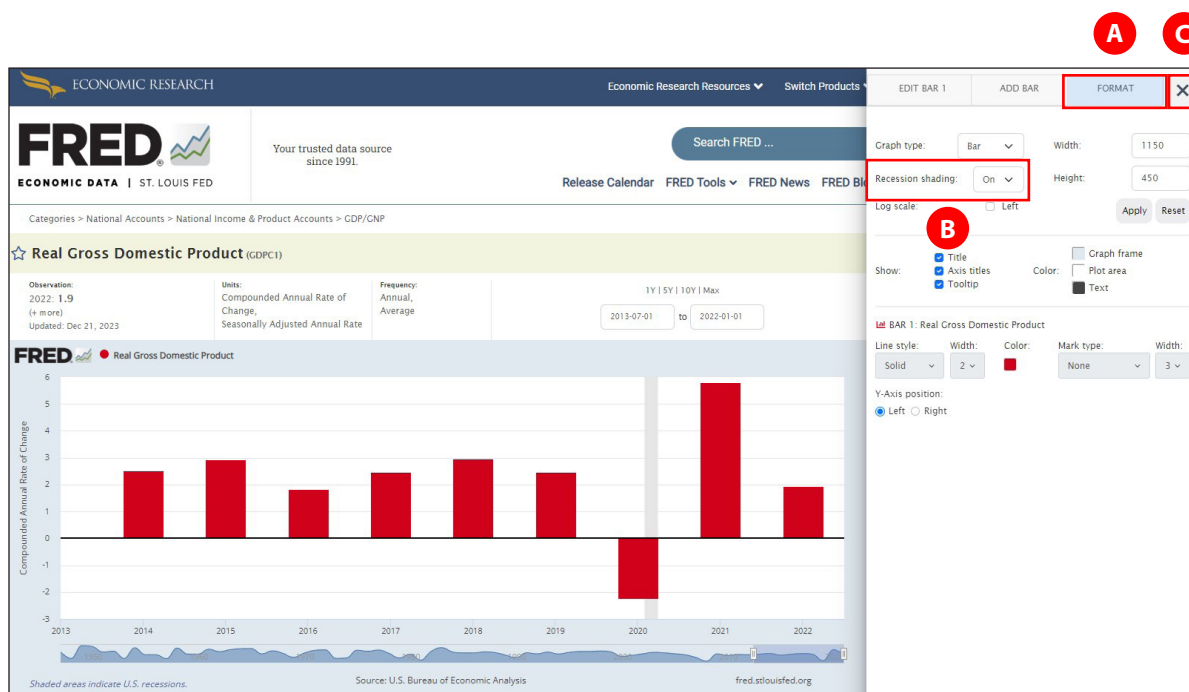 A
C
ECONOMIC RESEARCH
Economic Research Resources
Switch Products
EDIT BAR 1
ADD BAR
FORMAT
FRED
ECONOMIC DATA | ST. LOUIS FED
Your trusted data source
since 1991.
Search FRED ...
Release Calendar FRED Tools FRED News FRED Bl
Graph type: Bar
Width: 1150
Recession shading: On
Height: 450
Log scale: Left
Apply Reset
B
Categories > National Accounts > National Income & Product Accounts > GDP/GNP
Real Gross Domestic Product (GDPC1)
Observation:
2022: 1.9
(+ more)
Updated: Dec 21, 2023
Units:
Compounded Annual Rate of
Change,
Seasonally Adjusted Annual Rate
Frequency:
Annual,
Average
1Y | 5Y | 10Y | Max
2013-07-01 to 2022-01-01
Show:
Title
Axis titles
Tooltip
Color:
Graph frame
Plot area
Text
BAR 1: Real Gross Domestic Product
Line style: Width: Color: Mark type: Width:
Solid 2 None 3
Y-Axis position:
Left Right
FRED Real Gross Domestic Product
Compounded Annual Rate of Change
6
5
4
3
2
1
0
-1
-2
-3
2013 2014 2015 2016 2017 2018 2019 2020 2021 2022
Shaded areas indicate U.S. recessions.
Source: U.S. Bureau of Economic Analysis
fred.stlouisfed.org